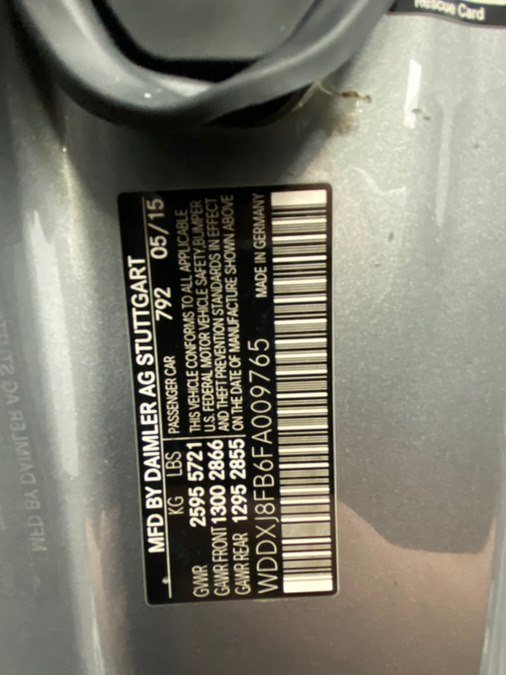 Rescue Card
MFD BY DAIMLER AG STUTTGART
KG LBS PASSENGER CAR 792 05/15
GVWR 2595 5721 THIS VEHICLE CONFORMS TO ALL APPLICABLE
GAWR FRONT 1300 2866 U.S. FEDERAL MOTOR VEHICLE SAFETY,BUMPER
GAWR REAR 1295 2855 AND THEFT PREVENTION STANDARDS IN EFFECT
ON THE DATE OF MANUFACTURE SHOWN ABOVE
WDDXJ8FB6FA009765 MADE IN GERMANY